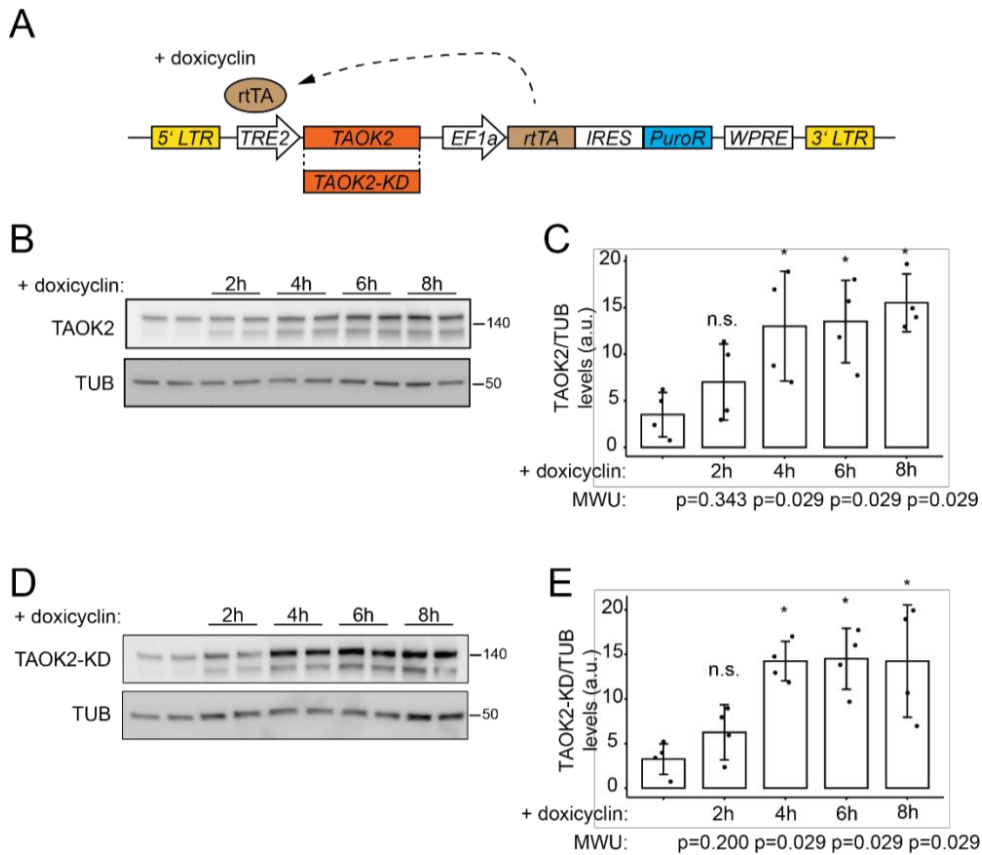 A
+ doxicyclin
rtTA
5' LTR TRE2 TAOK2 EF1a rtTA IRES PuroR WPRE 3' LTR
TAOK2-KD
B
+ doxicyclin: 2h 4h 6h 8h
TAOK2 140
TUB 50
C
TAOK2/TUB
levels (a.u.)
20
15
10
5
0
n.s. * * *
+ doxicyclin: 2h 4h 6h 8h
MWU: p=0.343 p=0.029 p=0.029 p=0.029
D
+ doxicyclin: 2h 4h 6h 8h
TAOK2-KD 140
TUB 50
E
TAOK2-KD/TUB
levels (a.u.)
20
15
10
5
0
n.s. * * *
+ doxicyclin: 2h 4h 6h 8h
MWU: p=0.200 p=0.029 p=0.029 p=0.029